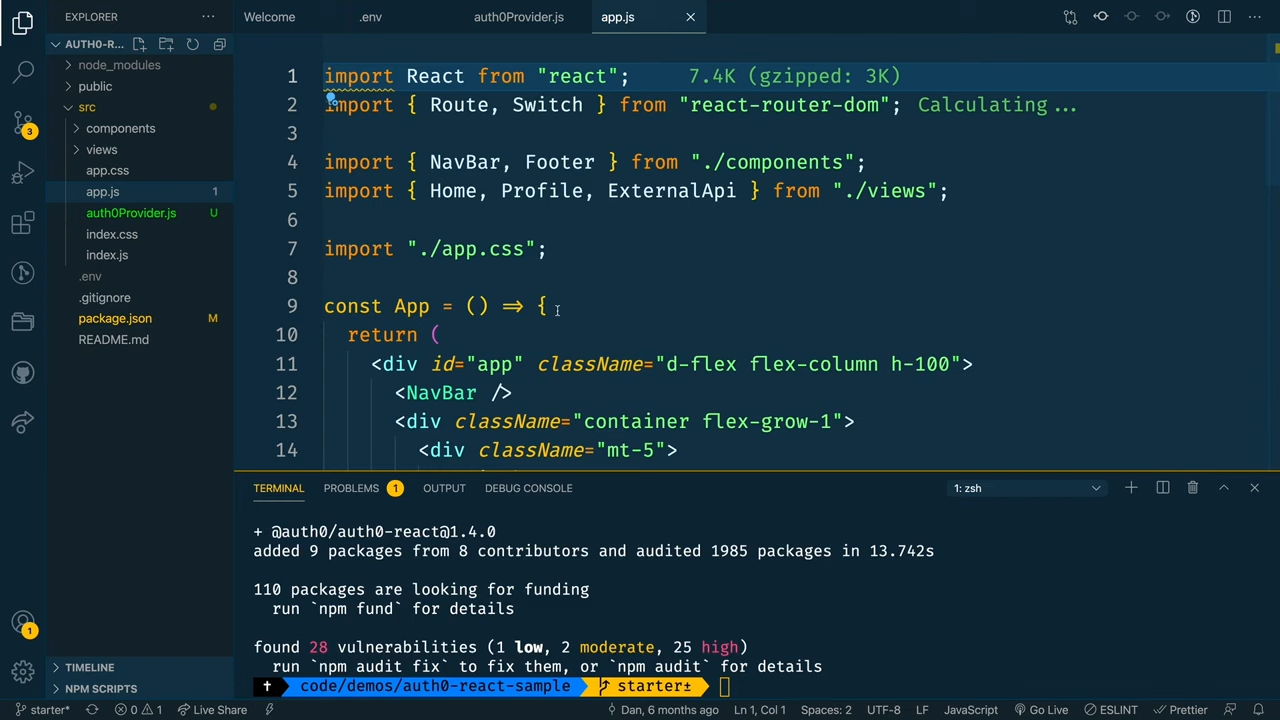 EXPLORER
Welcome
.env
auth0Provider.js
app.js
AUTH0-R...
node_modules
public
src
components
views
app.css
app.js 1
auth0Provider.js U
index.css
index.js
.env
.gitignore
package.json M
README.md
TIMELINE
NPM SCRIPTS
3
1
1 import React from "react"; 7.4K (gzipped: 3K)
2 import { Route, Switch } from "react-router-dom"; Calculating...
3
4 import { NavBar, Footer } from "./components";
5 import { Home, Profile, ExternalApi } from "./views";
6
7 import "./app.css";
8
9 const App = () => {
10 return (
11 <div id="app" className="d-flex flex-column h-100">
12 <NavBar />
13 <div className="container flex-grow-1">
14 <div className="mt-5">
TERMINAL PROBLEMS 1 OUTPUT DEBUG CONSOLE 1: zsh
+ @auth0/auth0-react@1.4.0
added 9 packages from 8 contributors and audited 1985 packages in 13.742s
110 packages are looking for funding
run `npm fund` for details
found 28 vulnerabilities (1 low, 2 moderate, 25 high)
run `npm audit fix` to fix them, or `npm audit` for details
code/demos/auth0-react-sample starter±
starter* 0 1 Live Share Dan, 6 months ago Ln 1, Col 1 Spaces: 2 UTF-8 LF JavaScript Go Live ESLINT Prettier